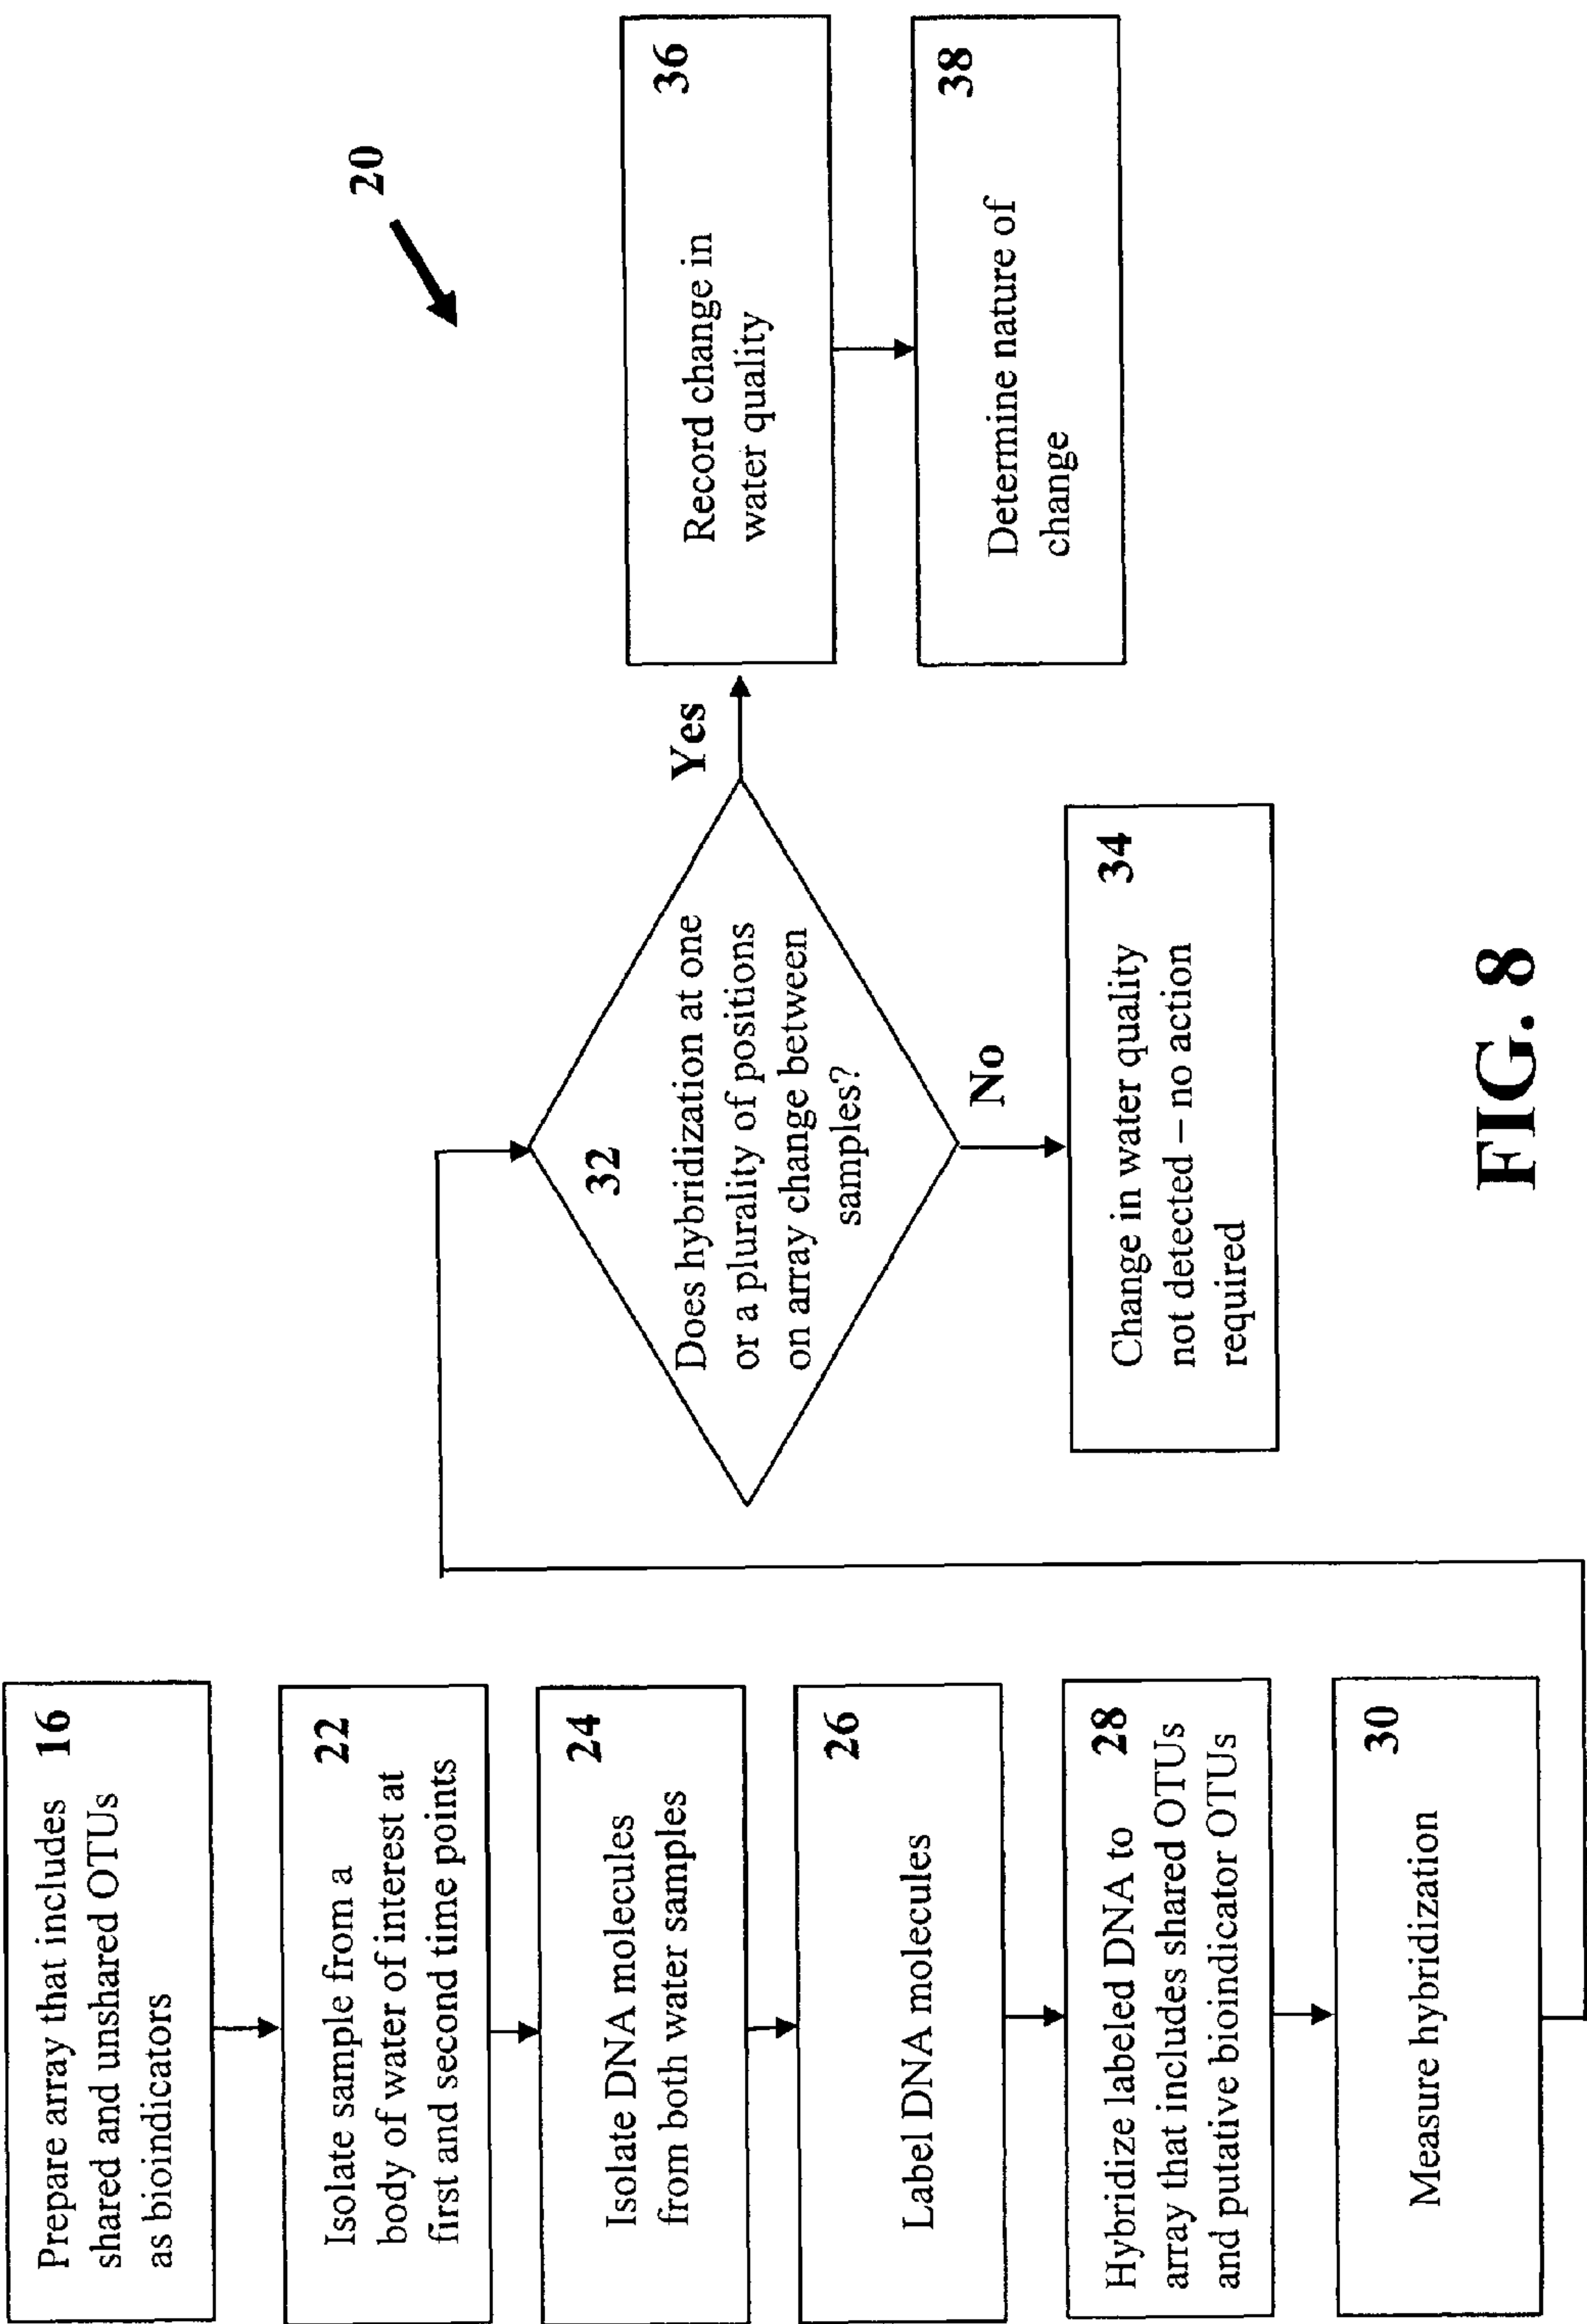 Prepare array that includes 16
shared and unshared OTUs
as bioindicators
Isolate sample from a 22
body of water of interest at
first and second time points
24
Isolate DNA molecules
from both water samples
26
Label DNA molecules
Hybridize labeled DNA to 28
array that includes shared OTUs
and putative bioindicator OTUs
30
Measure hybridization
32
Does hybridization at one
or a plurality of positions
on array change between
samples?
Yes
No
Change in water quality 34
not detected – no action
required
20
36
Record change in
water quality
38
Determine nature of
change
FIG. 8